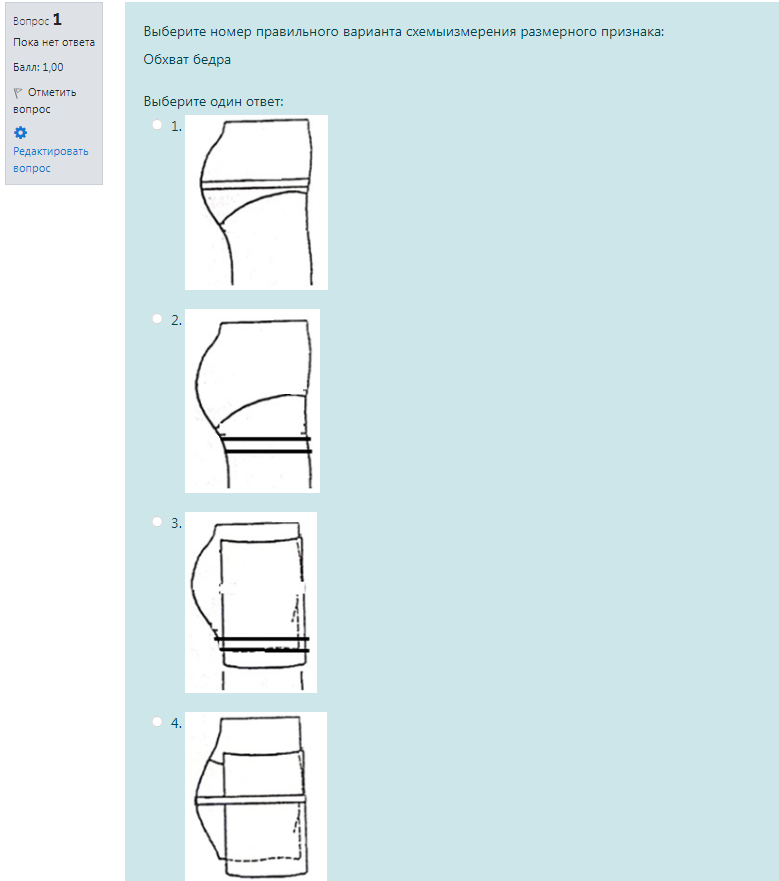 Вопрос 1
Пока нет ответа
Балл: 1,00
Отметить
вопрос
Редактировать
вопрос
Выберите номер правильного варианта схемыизмерения размерного признака:
Обхват бедра
Выберите один ответ:
1.
2.
3.
4.